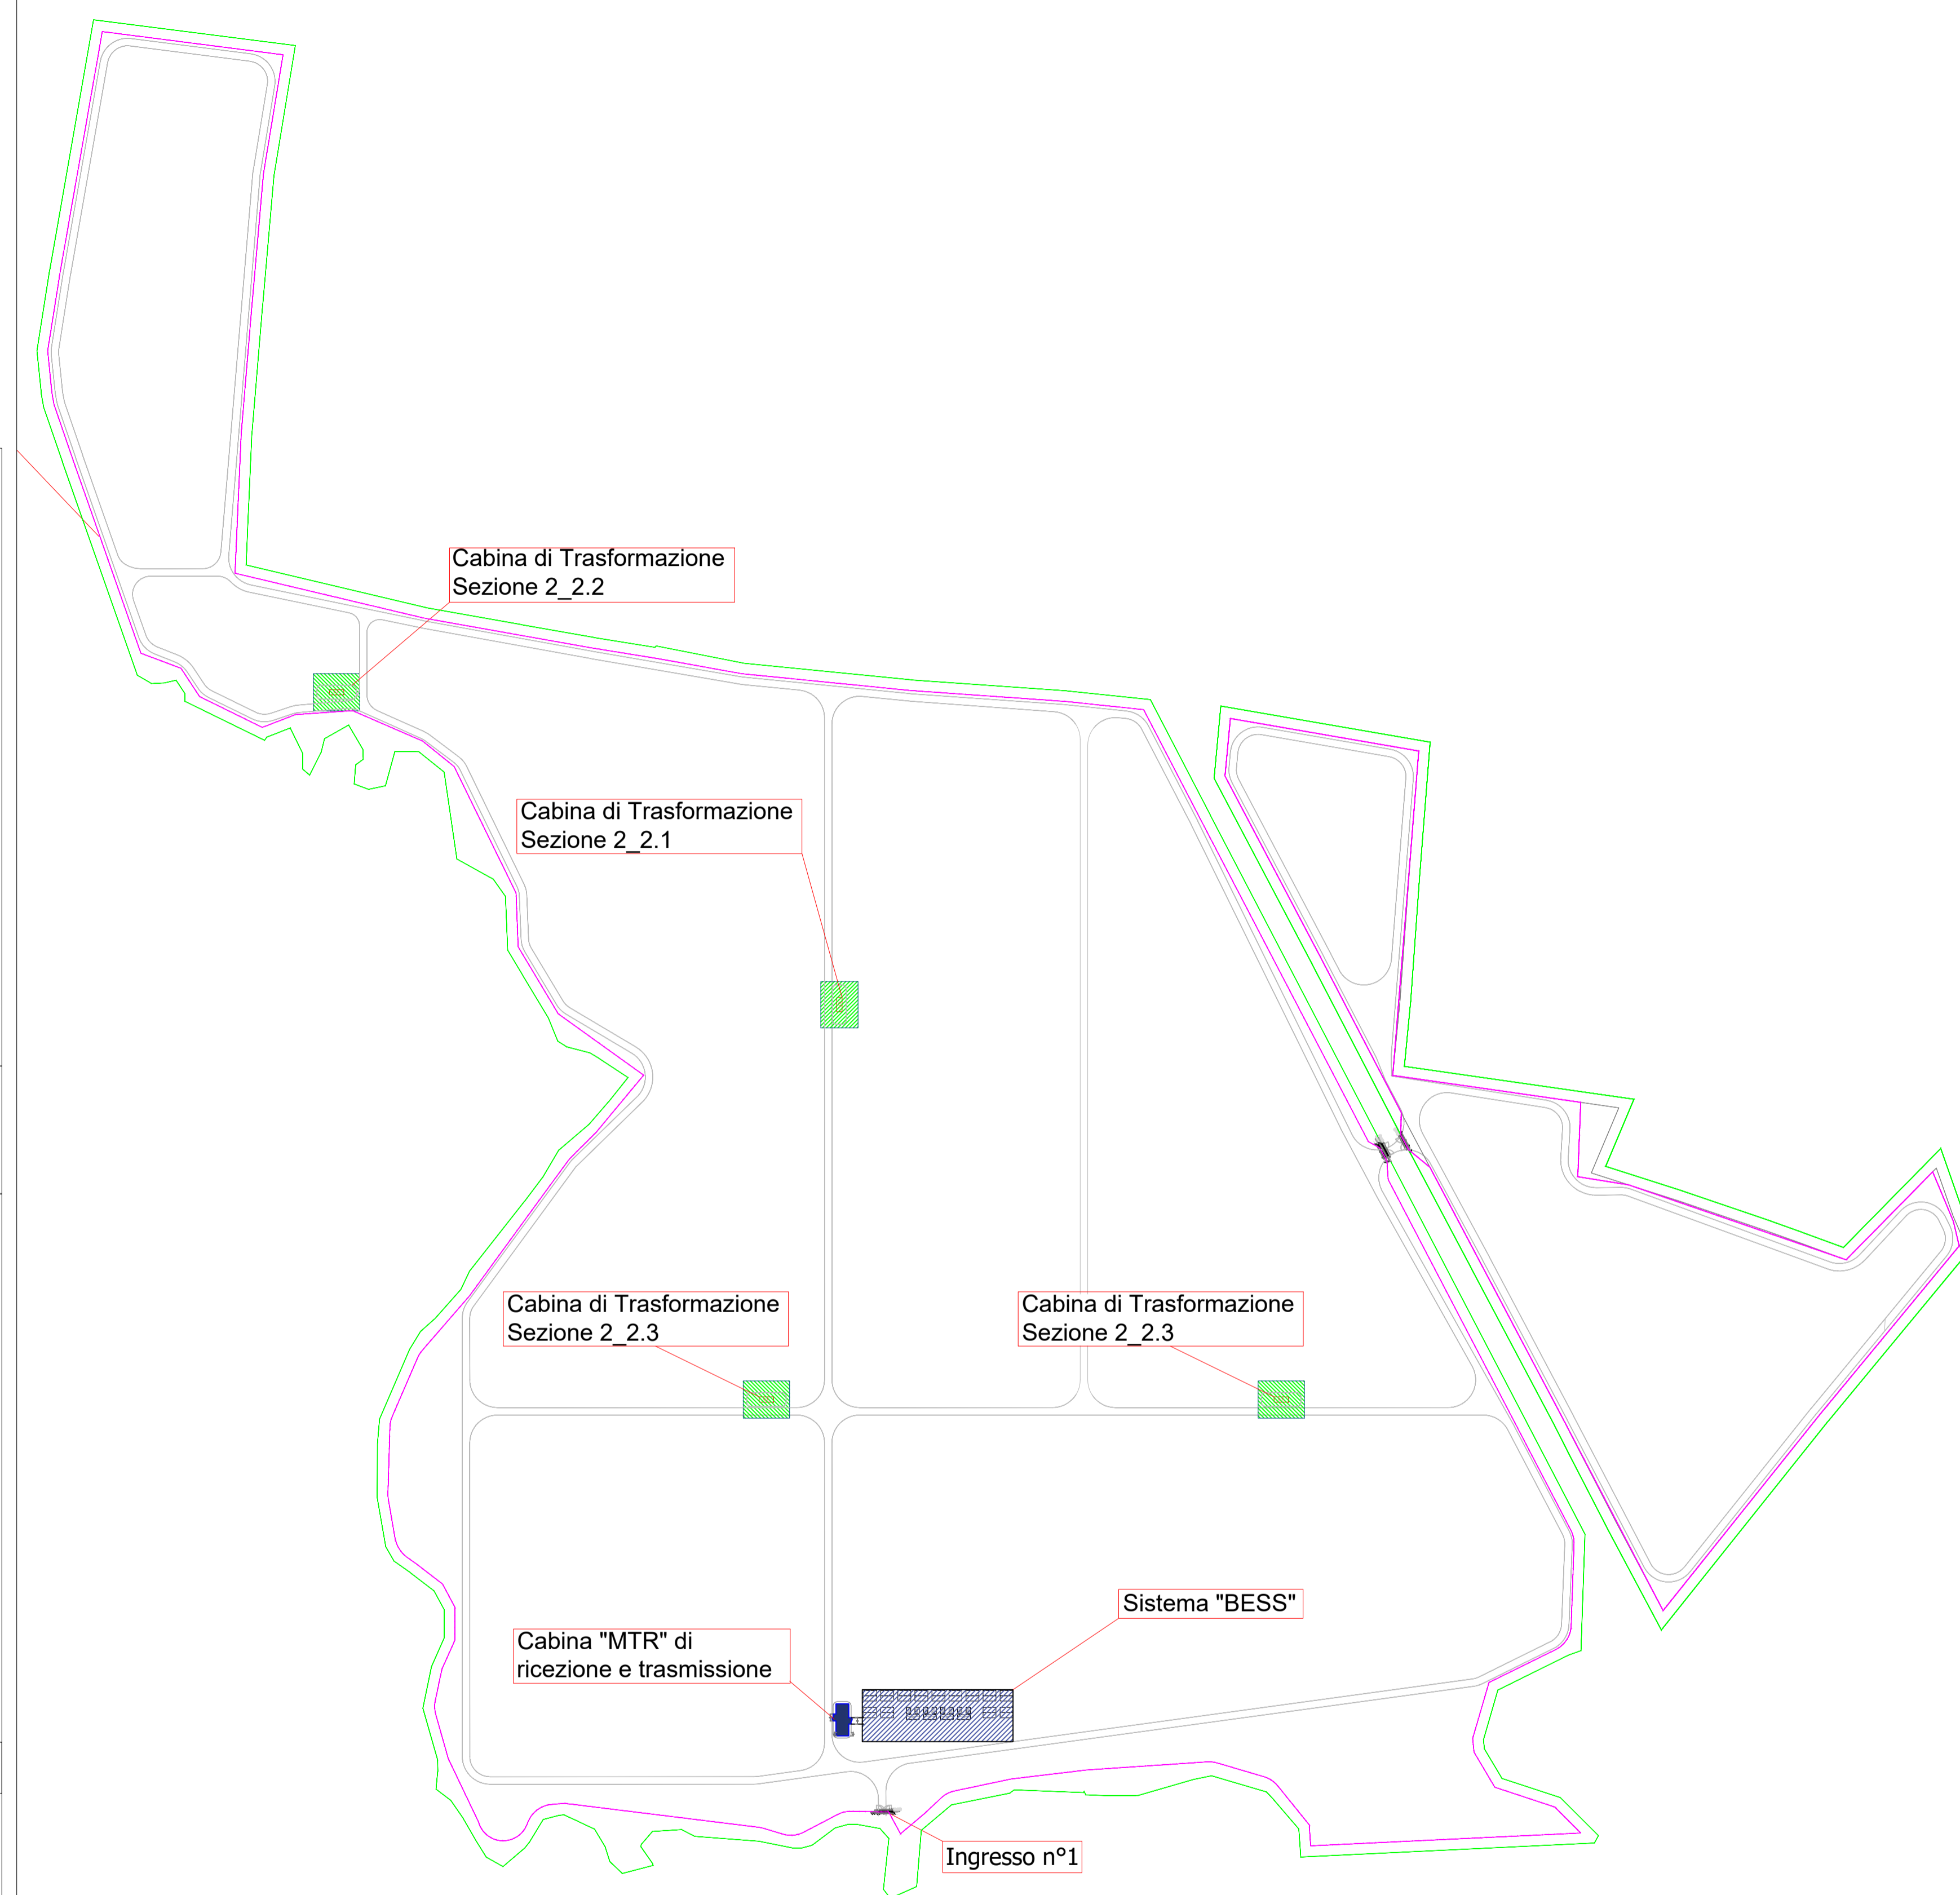 Cabina di Trasformazione
Sezione 2_2.2
Cabina di Trasformazione
Sezione 2_2.1
Cabina di Trasformazione
Sezione 2_2.3
Cabina di Trasformazione
Sezione 2_2.3
Sistema "BESS"
Cabina "MTR" di
ricezione e trasmissione
Ingresso n°1